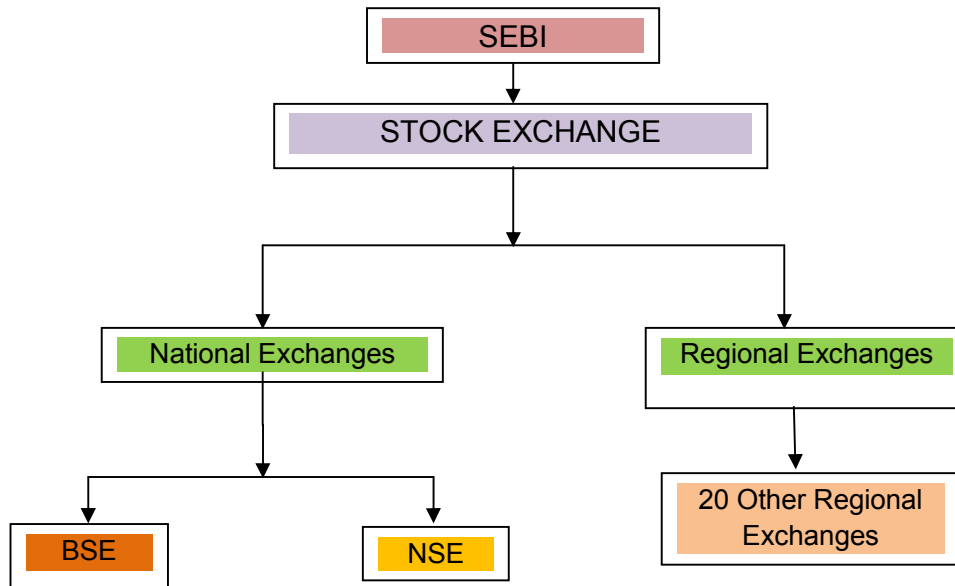 SEBI
STOCK EXCHANGE
National Exchanges
Regional Exchanges
BSE
NSE
20 Other Regional
Exchanges